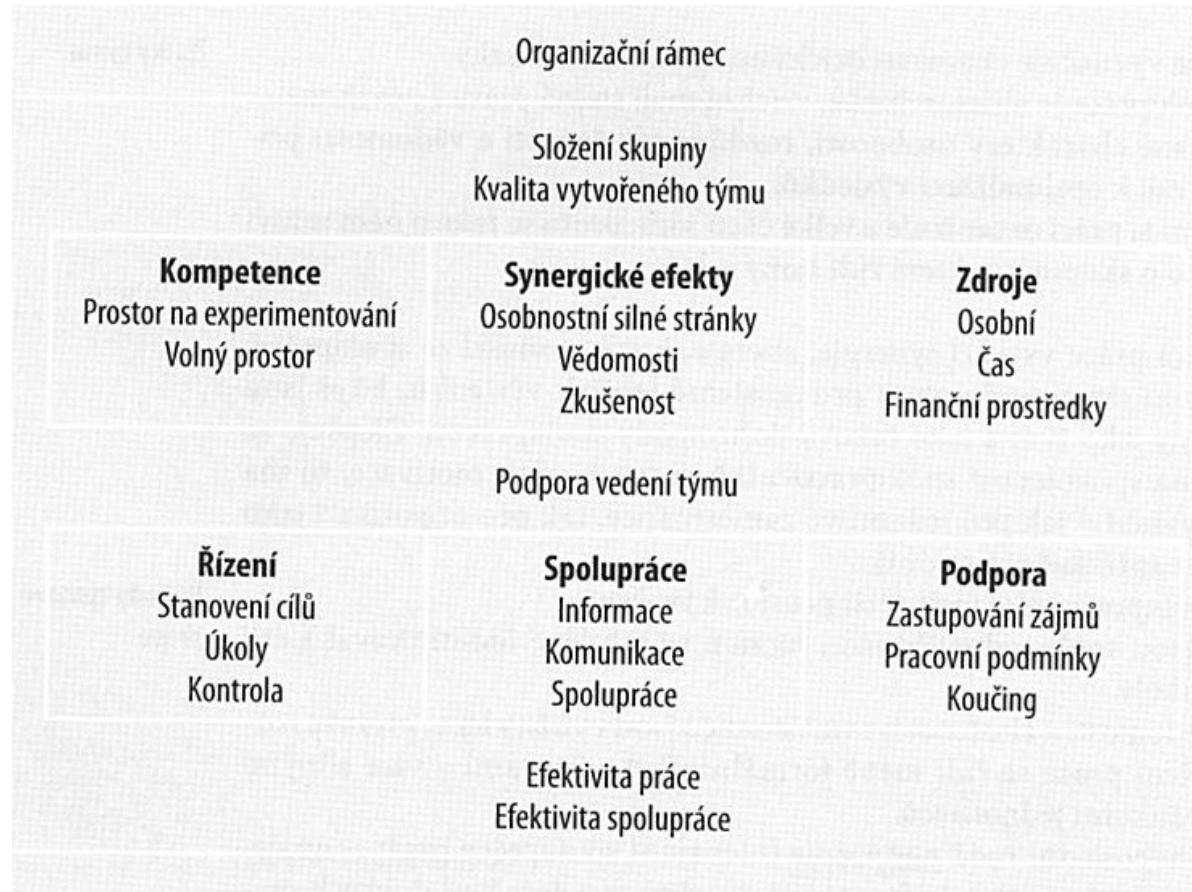 Organizační rámec
Složení skupiny
Kvalita vytvořeného týmu
Kompetence
Prostor na experimentování
Volný prostor
Synergické efekty
Osobnostní silné stránky
Vědomosti
Zkušenost
Zdroje
Osobní
Čas
Finanční prostředky
Podpora vedení týmu
Řízení
Stanovení cílů
Úkoly
Kontrola
Spolupráce
Informace
Komunikace
Spolupráce
Podpora
Zastupování zájmů
Pracovní podmínky
Koučing
Efektivita práce
Efektivita spolupráce